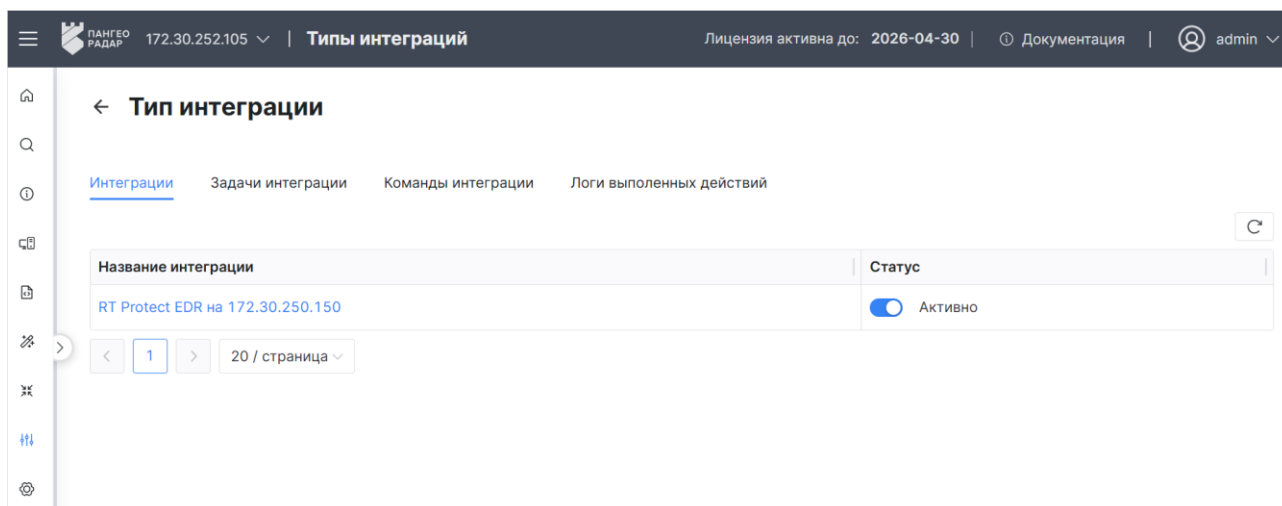 ПАНГЕО РАДАР 172.30.252.105 | Типы интеграций Лицензия активна до: 2026-04-30 | Документация | admin
Тип интеграции
Интеграции Задачи интеграции Команды интеграции Логи выполенных действий
Название интеграции Статус
RT Protect EDR на 172.30.250.150 Активно
1 20 / страница